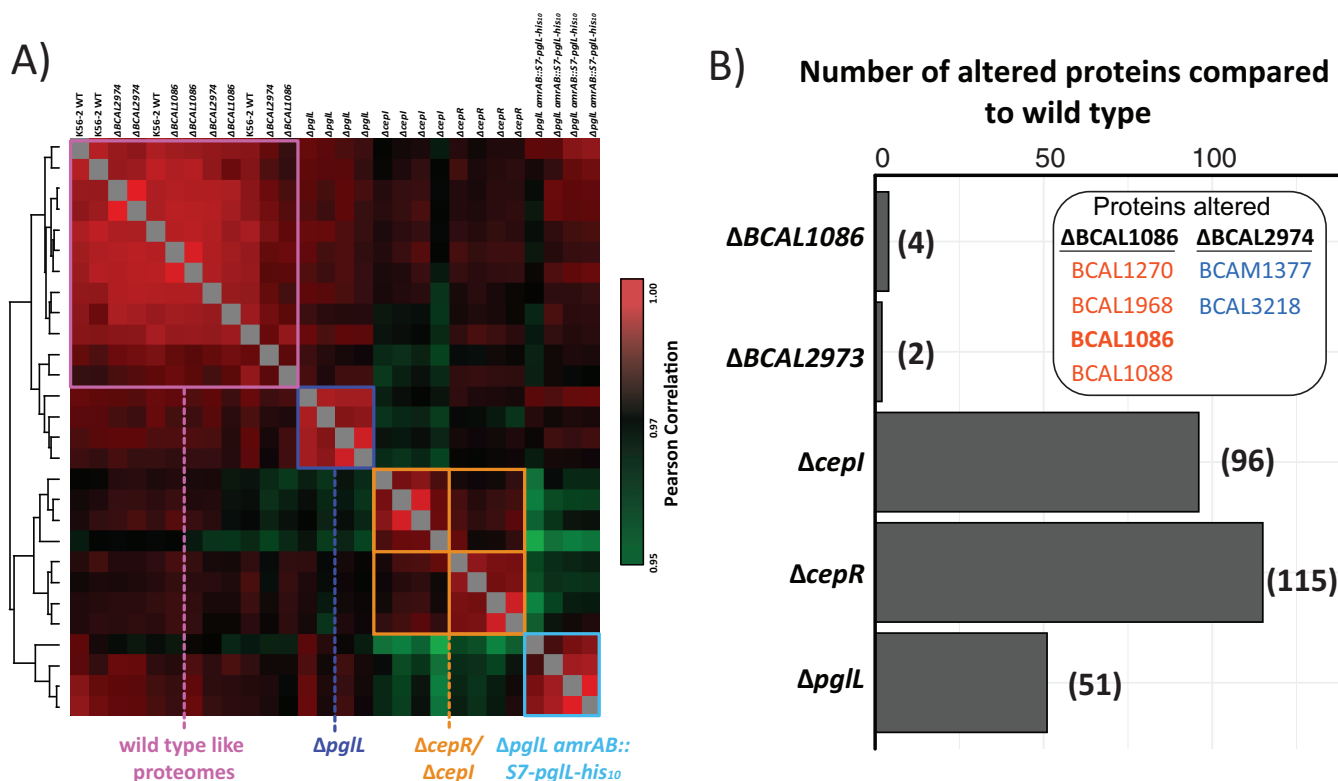 A)
K56-2 WT
K56-2 WT
ΔBCAL2974
ΔBCAL2974
K56-2 WT
ΔBCAL1086
ΔBCAL1086
ΔBCAL2974
ΔBCAL1086
K56-2 WT
ΔBCAL2974
ΔBCAL1086
ΔpglL
ΔpglL
ΔpglL
ΔpglL
ΔcepI
ΔcepI
ΔcepI
ΔcepI
ΔcepR
ΔcepR
ΔcepR
ΔcepR
ΔpglL amrAB::S7-pglL-his₁₀
ΔpglL amrAB::S7-pglL-his₁₀
ΔpglL amrAB::S7-pglL-his₁₀
ΔpglL amrAB::S7-pglL-his₁₀
Pearson Correlation
1.00
0.97
0.95
wild type like
proteomes
ΔpglL
ΔcepR/
ΔcepI
ΔpglL amrAB::
S7-pglL-his₁₀
B)
Number of altered proteins compared
to wild type
0 50 100
ΔBCAL1086 (4)
ΔBCAL2973 (2)
ΔcepI (96)
ΔcepR (115)
ΔpglL (51)
Proteins altered
ΔBCAL1086 ΔBCAL2974
BCAL1270 BCAM1377
BCAL1968 BCAL3218
BCAL1086
BCAL1088